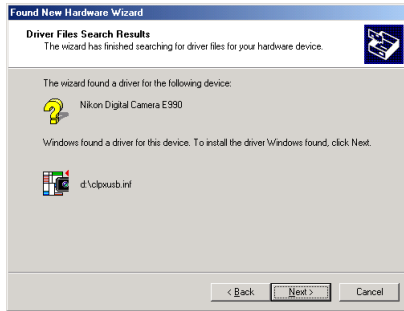 Found New Hardware Wizard
Driver Files Search Results
The wizard has finished searching for driver files for your hardware device.
The wizard found a driver for the following device:
Nikon Digital Camera E990
Windows found a driver for this device. To install the driver Windows found, click Next.
d:\clpxusb.inf
< Back
Next >
Cancel